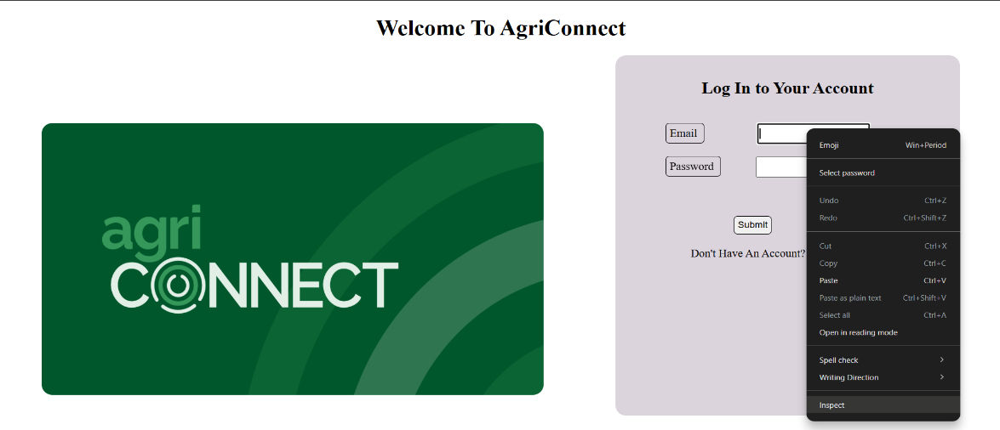 Welcome To AgriConnect
agri
CONNECT
Log In to Your Account
Email
Password
Submit
Don't Have An Account?
Emoji Win+Period
Select password
Undo Ctrl+Z
Redo Ctrl+Shift+Z
Cut Ctrl+X
Copy Ctrl+C
Paste Ctrl+V
Paste as plain text Ctrl+Shift+V
Select all Ctrl+A
Open in reading mode
Spell check
Writing Direction
Inspect